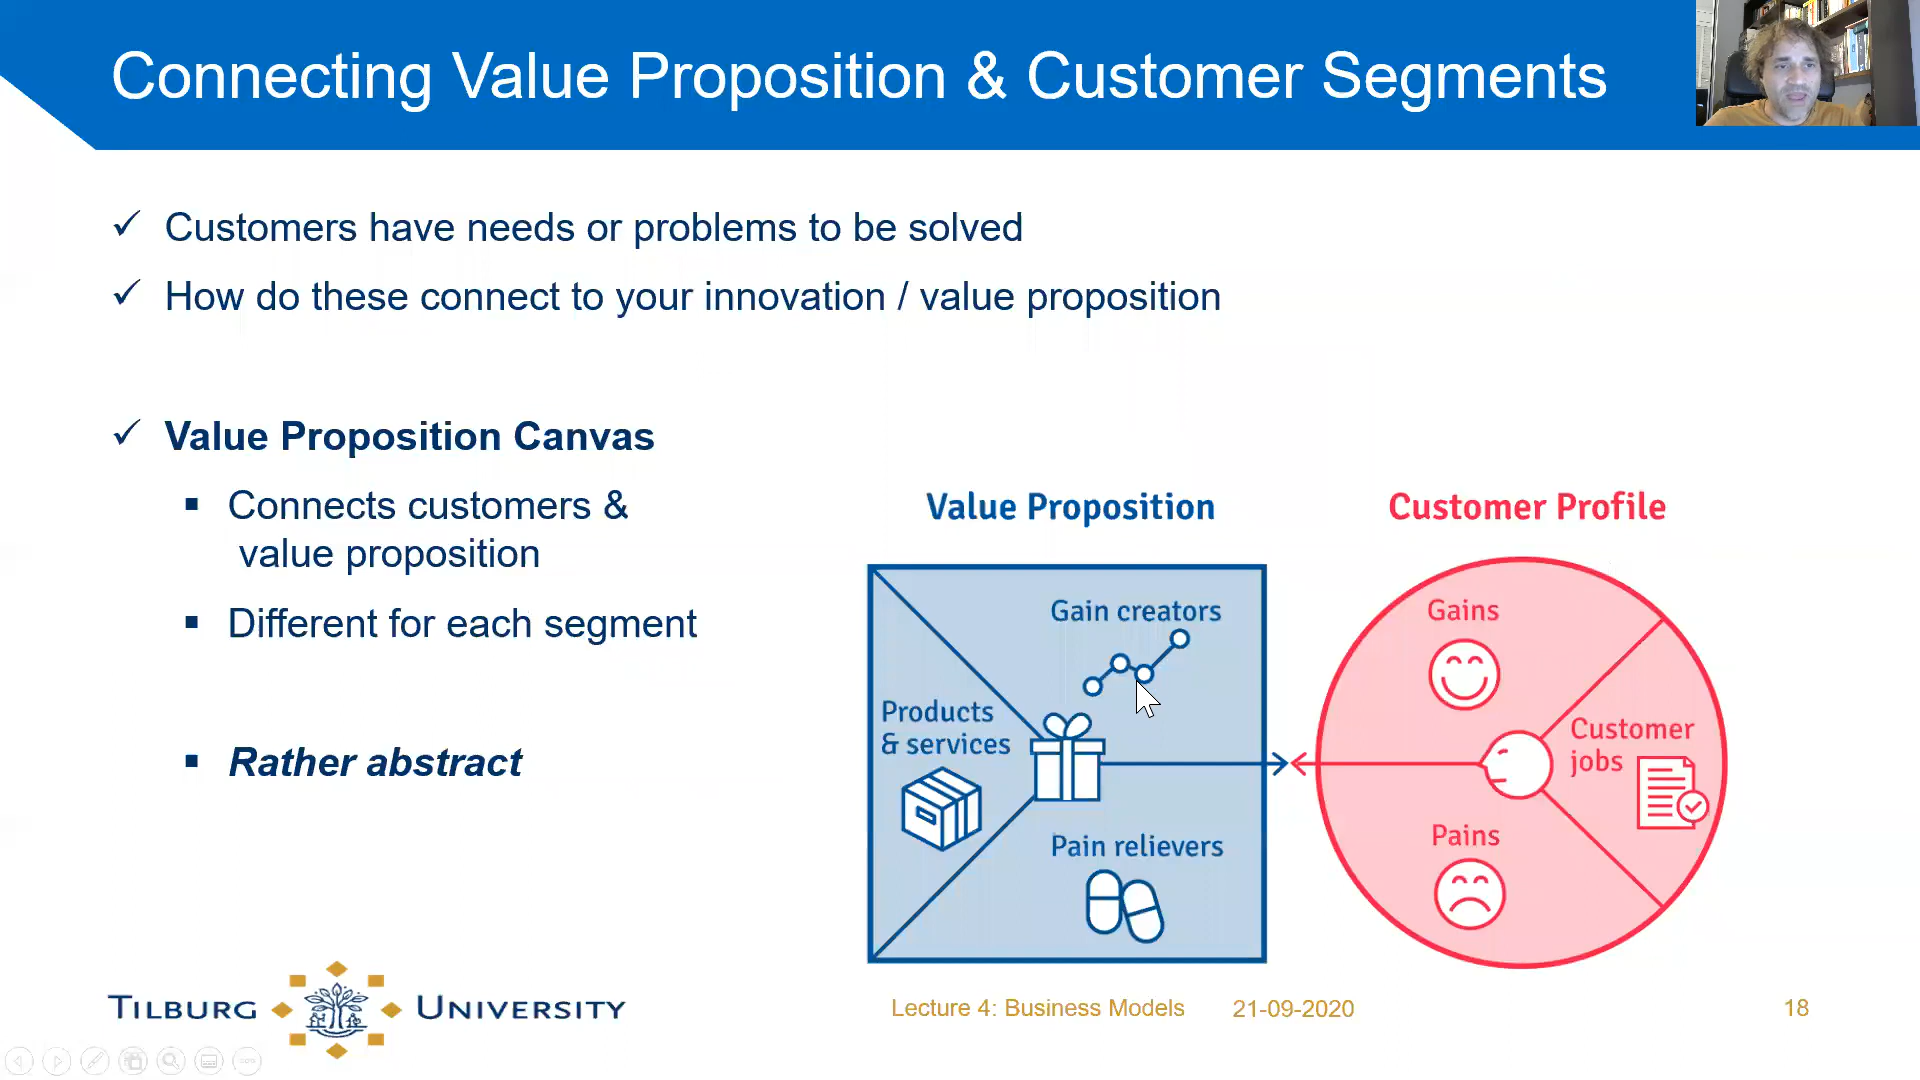 Connecting Value Proposition & Customer Segments
Customers have needs or problems to be solved
How do these connect to your innovation / value proposition
Value Proposition Canvas
Connects customers &
value proposition
Different for each segment
Rather abstract
Value Proposition
Customer Profile
Gain creators
Products
& services
Pain relievers
Gains
Customer
jobs
Pains
TILBURG UNIVERSITY
Lecture 4: Business Models
21-09-2020
18